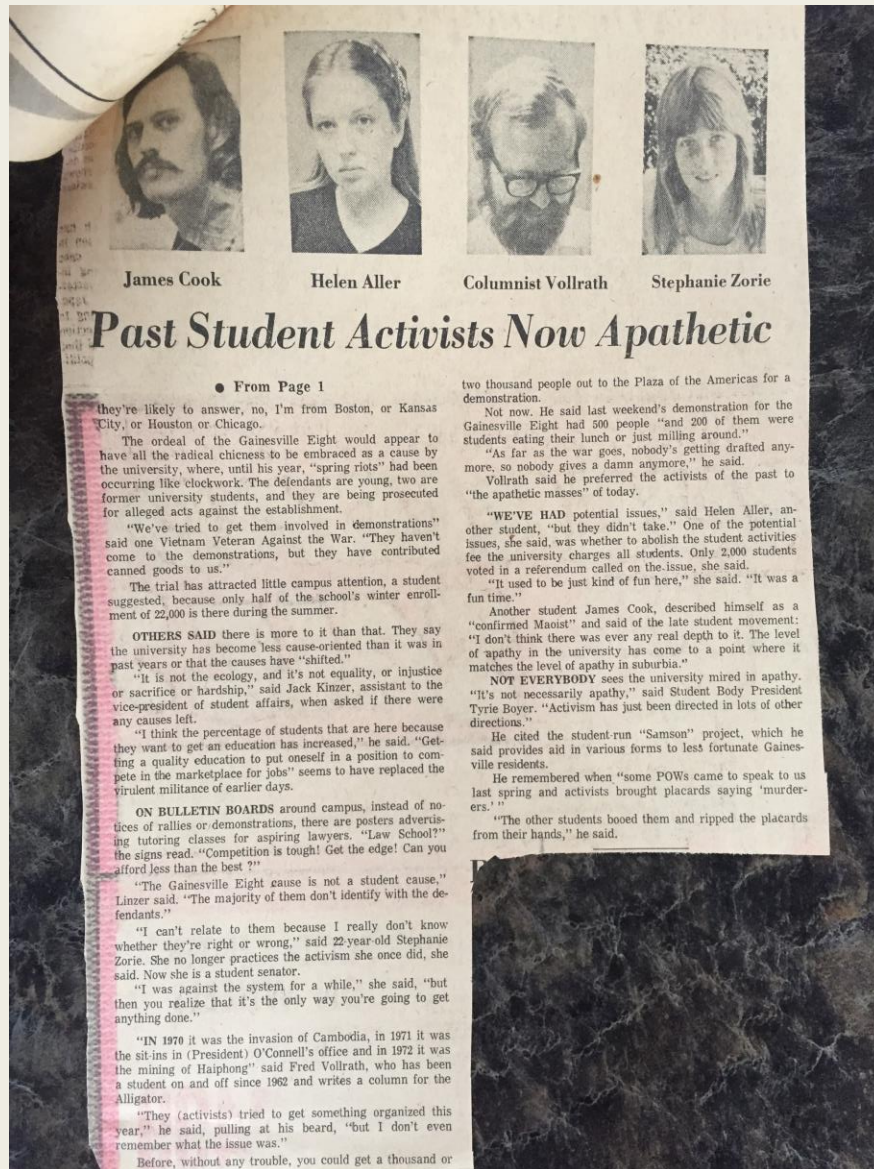 James Cook
Helen Aller
Columnist Vollrath
Stephanie Zorie
Past Student Activists Now Apathetic
● From Page 1
they're likely to answer, no, I'm from Boston, or Kansas
City, or Houston or Chicago.
The ordeal of the Gainesville Eight would appear to
have all the radical chicness to be embraced as a cause by
the university, where, until his year, "spring riots" had been
occurring like clockwork. The defendants are young, two are
former university students, and they are being prosecuted
for alleged acts against the establishment.
"We've tried to get them involved in demonstrations"
said one Vietnam Veteran Against the War. "They haven't
come to the demonstrations, but they have contributed
canned goods to us."
The trial has attracted little campus attention, a student
suggested, because only half of the school's winter enroll-
ment of 22,000 is there during the summer.
OTHERS SAID there is more to it than that. They say
the university has become less cause-oriented than it was in
past years or that the causes have "shifted."
"It is not the ecology, and it's not equality, or injustice
or sacrifice or hardship," said Jack Kinzer, assistant to the
vice-president of student affairs, when asked if there were
any causes left.
"I think the percentage of students that are here because
they want to get an education has increased," he said. "Get-
ting a quality education to put oneself in a position to com-
pete in the marketplace for jobs" seems to have replaced the
virulent militance of earlier days.
ON BULLETIN BOARDS around campus, instead of no-
tices of rallies or demonstrations, there are posters advertis-
ing tutoring classes for aspiring lawyers. "Law School?"
the signs read. "Competition is tough! Get the edge! Can you
afford less than the best ?"
"The Gainesville Eight cause is not a student cause,"
Linzer said. "The majority of them don't identify with the de-
fendants."
"I can't relate to them because I really don't know
whether they're right or wrong," said 22-year-old Stephanie
Zorie. She no longer practices the activism she once did, she
said. Now she is a student senator.
"I was against the system for a while," she said, "but
then you realize that it's the only way you're going to get
anything done."
"IN 1970 it was the invasion of Cambodia, in 1971 it was
the sit-ins in (President) O'Connell's office and in 1972 it was
the mining of Haiphong" said Fred Vollrath, who has been
a student on and off since 1962 and writes a column for the
Alligator.
"They (activists) tried to get something organized this
year," he said, pulling at his beard, "but I don't even
remember what the issue was."
Before, without any trouble, you could get a thousand or
two thousand people out to the Plaza of the Americas for a
demonstration.
Not now. He said last weekend's demonstration for the
Gainesville Eight had 500 people "and 200 of them were
students eating their lunch or just milling around."
"As far as the war goes, nobody's getting drafted any-
more, so nobody gives a damn anymore," he said.
Vollrath said he preferred the activists of the past to
"the apathetic masses" of today.
"WE'VE HAD potential issues," said Helen Aller, an-
other student, "but they didn't take." One of the potential
issues, she said, was whether to abolish the student activities
fee the university charges all students. Only 2,000 students
voted in a referendum called on the issue, she said.
"It used to be just kind of fun here," she said. "It was a
fun time."
Another student James Cook, described himself as a
"confirmed Maoist" and said of the late student movement:
"I don't think there was ever any real depth to it. The level
of apathy in the university has come to a point where it
matches the level of apathy in suburbia."
NOT EVERYBODY sees the university mired in apathy.
"It's not necessarily apathy," said Student Body President
Tyrie Boyer. "Activism has just been directed in lots of other
directions."
He cited the student-run "Samson" project, which he
said provides aid in various forms to less fortunate Gaines-
ville residents.
He remembered when "some POWs came to speak to us
last spring and activists brought placards saying 'murder-
ers.' "
"The other students booed them and ripped the placards
from their hands," he said.